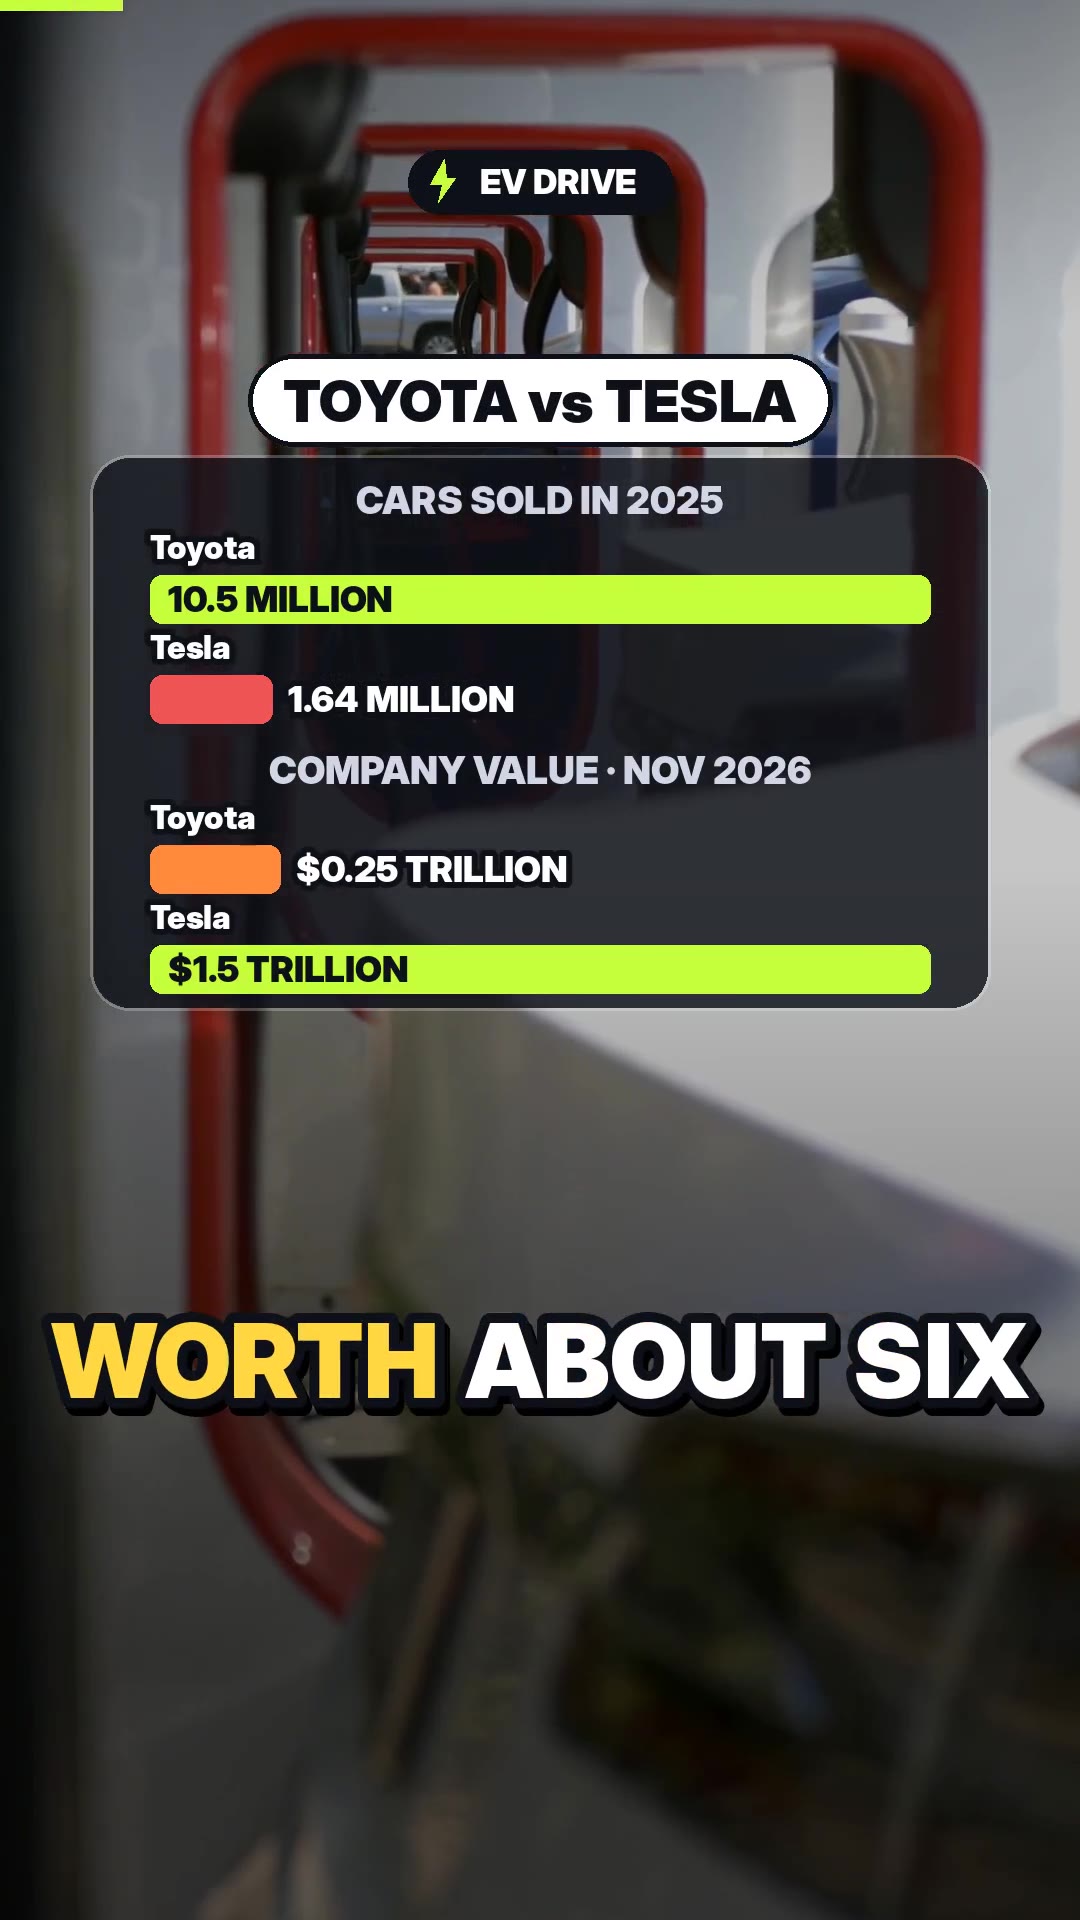 EV DRIVE
TOYOTA vs TESLA
CARS SOLD IN 2025
Toyota
10.5 MILLION
Tesla
1.64 MILLION
COMPANY VALUE · NOV 2026
Toyota
$0.25 TRILLION
Tesla
$1.5 TRILLION
WORTH ABOUT SIX
8